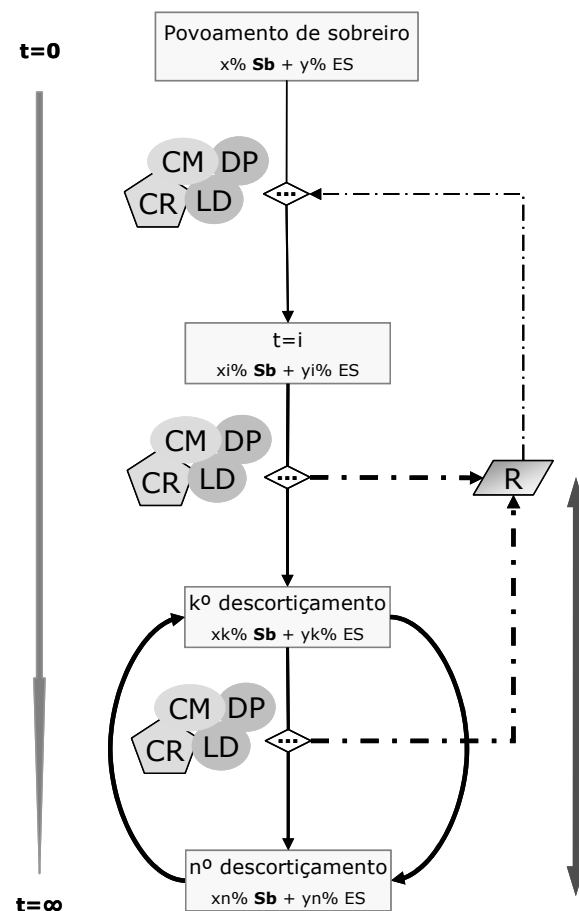 Povoamento de sobreiro
x% Sb + y% ES
t=0
CM DP
CR LD
...
t=i
xi% Sb + yi% ES
CM DP
CR LD
...
R
kº descortiçamento
xk% Sb + yk% ES
CM DP
CR LD
...
nº descortiçamento
xn% Sb + yn% ES
t=∞